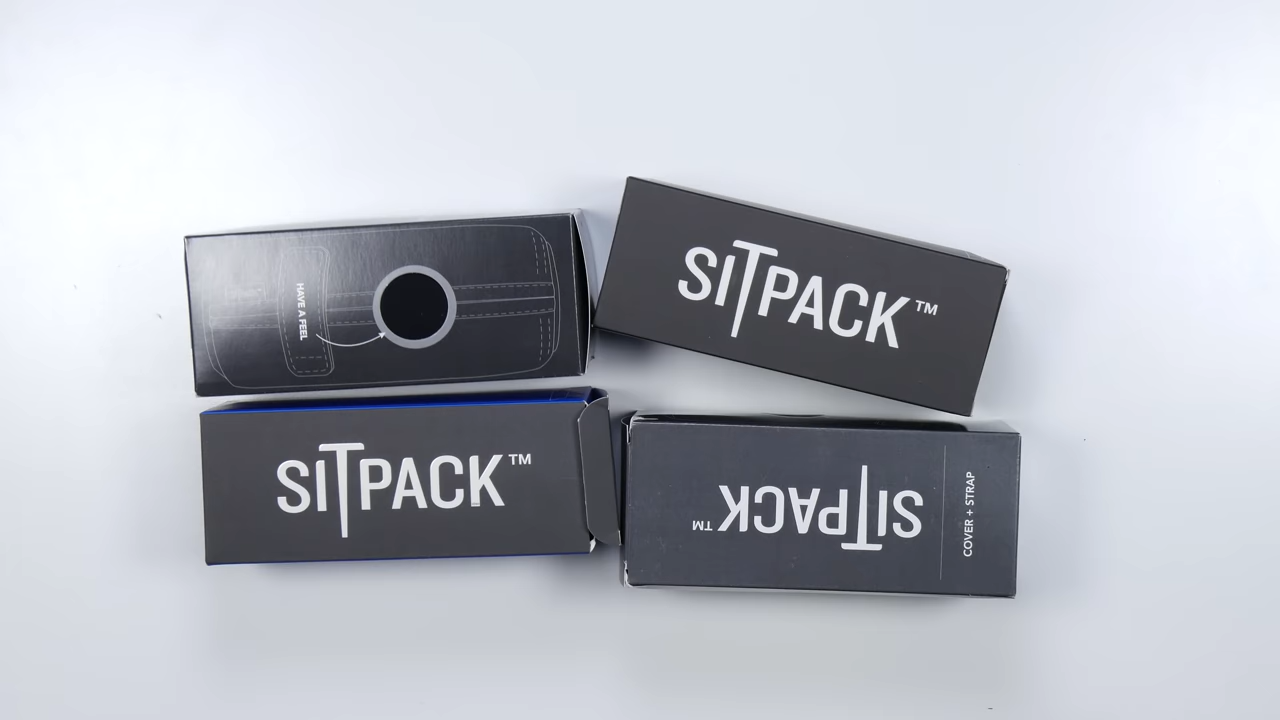 HAVE A FEEL
SITPACK™
SITPACK™
SITPACK™
COVER + STRAP